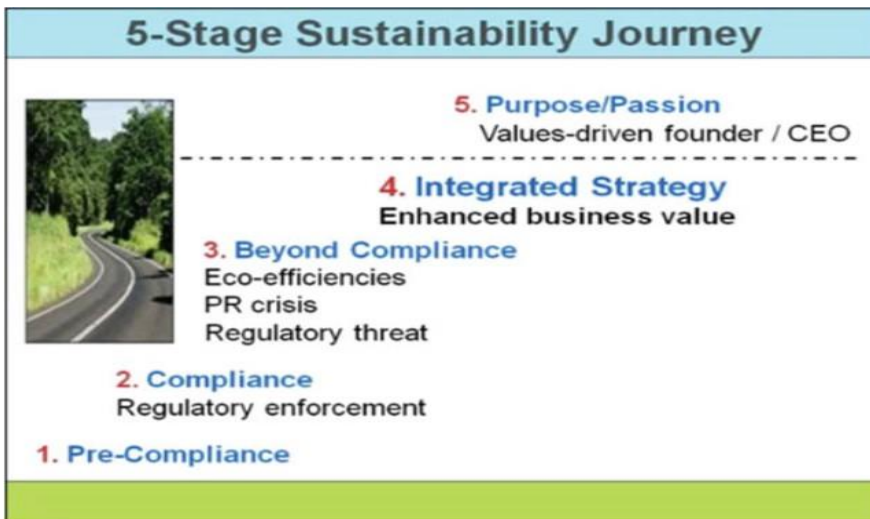 5-Stage Sustainability Journey
5. Purpose/Passion
Values-driven founder / CEO
4. Integrated Strategy
Enhanced business value
3. Beyond Compliance
Eco-efficiencies
PR crisis
Regulatory threat
2. Compliance
Regulatory enforcement
1. Pre-Compliance